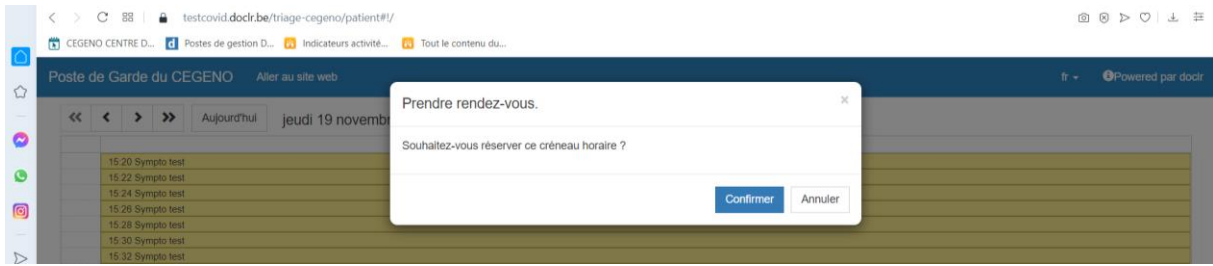 testcovid.doclr.be/triage-cegeno/patient#!/
CEGENO CENTRE D... Postes de gestion D... Indicateurs activité... Tout le contenu du...
Poste de Garde du CEGENO Aller au site web fr Powered par doclr
Aujourd'hui jeudi 19 novembr
Prendre rendez-vous. ×
Souhaitez-vous réserver ce créneau horaire ?
Confirmer Annuler
15:20 Sympto test
15:22 Sympto test
15:24 Sympto test
15:26 Sympto test
15:28 Sympto test
15:30 Sympto test
15:32 Sympto test